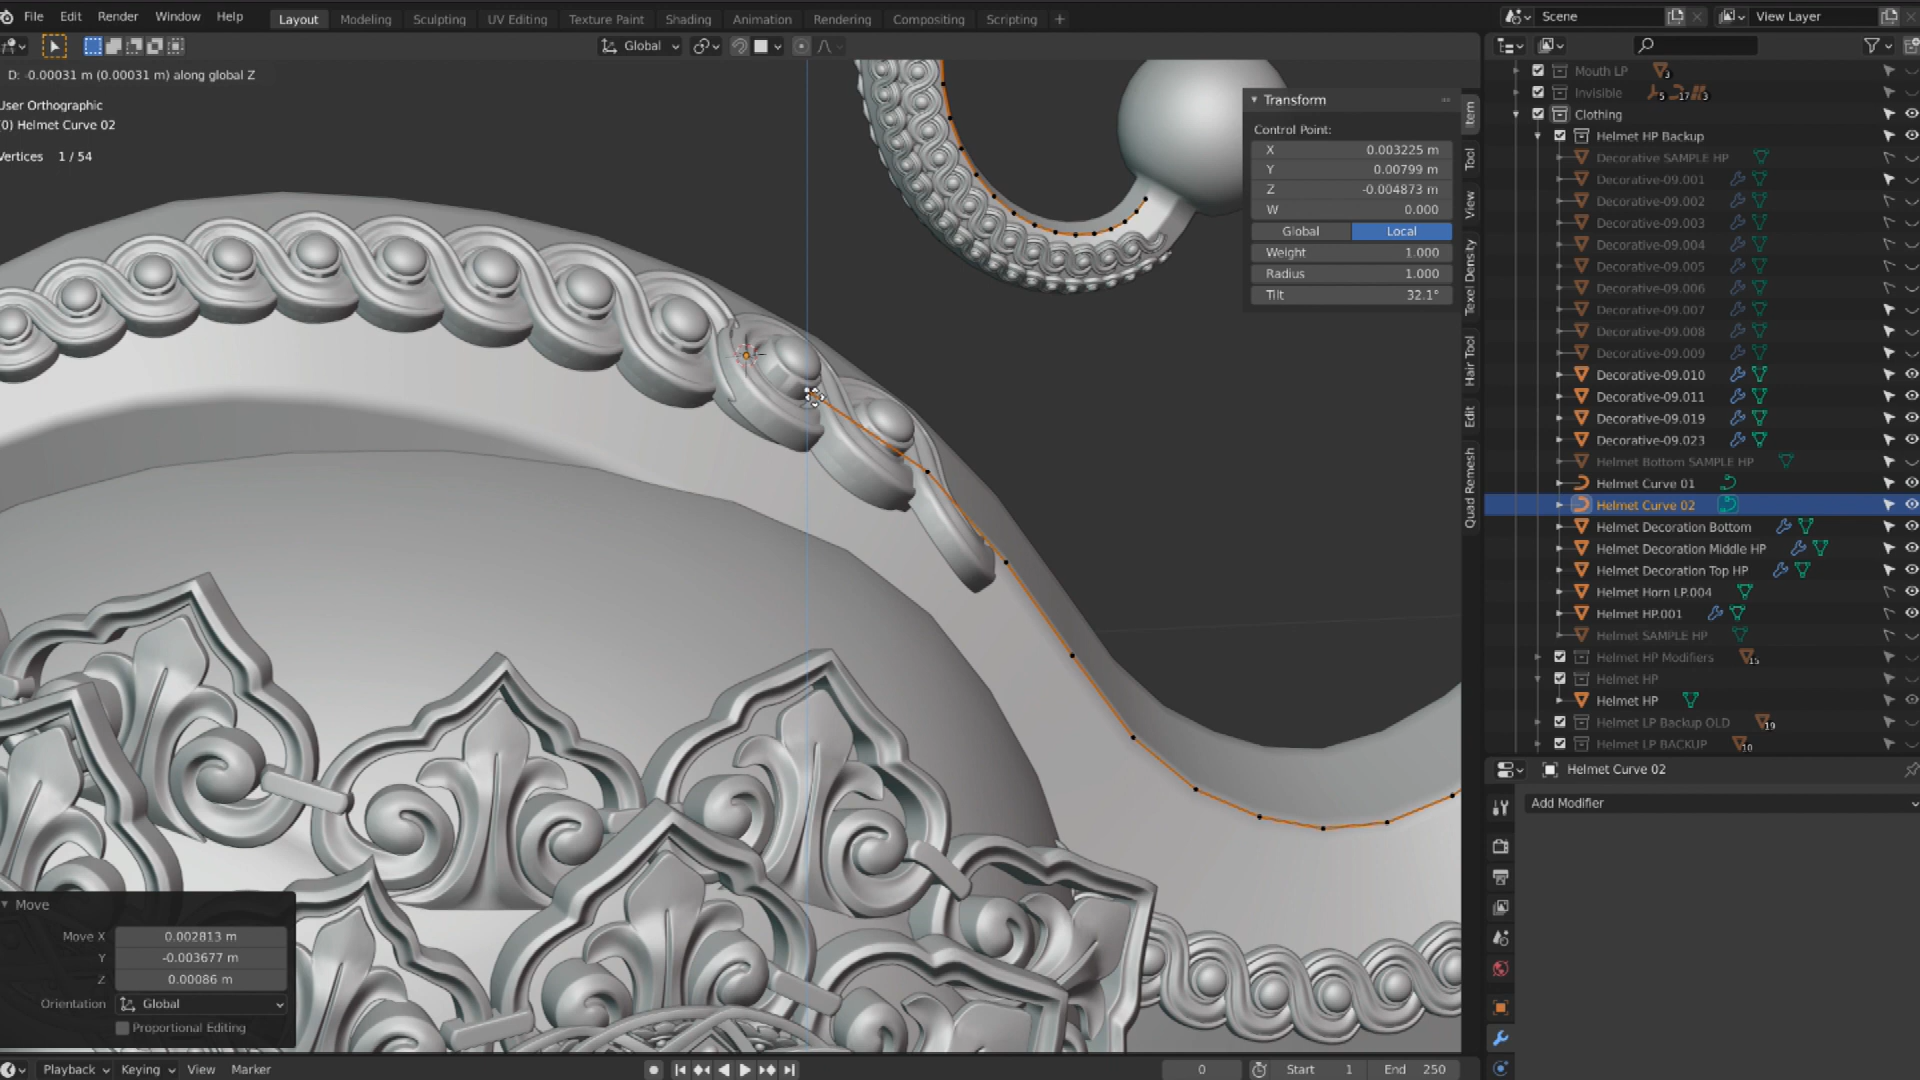 File Edit Render Window Help Layout Modeling Sculpting UV Editing Texture Paint Shading Animation Rendering Compositing Scripting + Scene View Layer
Global
D: -0.00031 m (0.00031 m) along global Z
User Orthographic
(0) Helmet Curve 02
Vertices 1 / 54
Transform
Control Point:
X 0.003225 m
Y 0.00799 m
Z -0.004873 m
W 0.000
Global Local
Weight 1.000
Radius 1.000
Tilt 32.1°
Item
Tool
View
Texel Density
Hair Tool
Edit
Quad Remesh
Mouth LP 3
Invisible 5 17 3
Clothing
Helmet HP Backup
Decorative SAMPLE HP
Decorative-09.001
Decorative-09.002
Decorative-09.003
Decorative-09.004
Decorative-09.005
Decorative-09.006
Decorative-09.007
Decorative-09.008
Decorative-09.009
Decorative-09.010
Decorative-09.011
Decorative-09.019
Decorative-09.023
Helmet Bottom SAMPLE HP
Helmet Curve 01
Helmet Curve 02
Helmet Decoration Bottom
Helmet Decoration Middle HP
Helmet Decoration Top HP
Helmet Horn LP.004
Helmet HP.001
Helmet SAMPLE HP
Helmet HP Modifiers 15
Helmet HP
Helmet HP
Helmet LP Backup OLD 19
Helmet LP BACKUP 10
Helmet Curve 02
Add Modifier
Move
Move X 0.002813 m
Y -0.003677 m
Z 0.00086 m
Orientation Global
Proportional Editing
Playback Keying View Marker 0 Start 1 End 250